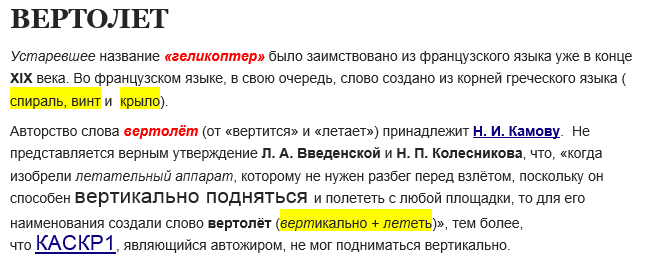 ВЕРТОЛЕТ
Устаревшее название «геликоптер» было заимствовано из французского языка уже в конце
XIX века. Во французском языке, в свою очередь, слово создано из корней греческого языка (
спираль, винт и крыло).
Авторство слова вертолёт (от «вертится» и «летает») принадлежит Н. И. Камову. Не
представляется верным утверждение Л. А. Введенской и Н. П. Колесникова, что, «когда
изобрели летательный аппарат, которому не нужен разбег перед взлётом, поскольку он
способен вертикально подняться и полететь с любой площадки, то для его
наименования создали слово вертолёт (вертикально + лететь)», тем более,
что КАСКР1, являющийся автожиром, не мог подниматься вертикально.